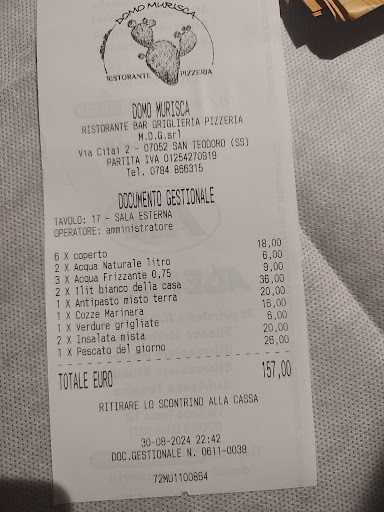 DOMO MURISCA
RISTORANTE PIZZERIA
DOMO MURISCA
RISTORANTE BAR GRIGLIERIA PIZZERIA
M.D.G.srl
Via Citai 2 - 07052 SAN TEODORO (SS)
PARTITA IVA 01254270919
Tel. 0784 866315
DOCUMENTO GESTIONALE
TAVOLO: 17 - SALA ESTERNA
OPERATORE: amministratore
6 X coperto 18,00
2 X Acqua Naturale litro 6,00
3 X Acqua Frizzante 0,75 9,00
2 X 1lit bianco della casa 36,00
1 X Antipasto misto terra 20,00
1 X Cozze Marinara 16,00
1 X Verdure grigliate 6,00
2 X Insalata mista 20,00
1 X Pescato del giorno 26,00
TOTALE EURO 157,00
RITIRARE LO SCONTRINO ALLA CASSA
30-08-2024 22:42
DOC.GESTIONALE N. 0611-0038
72MU1100864